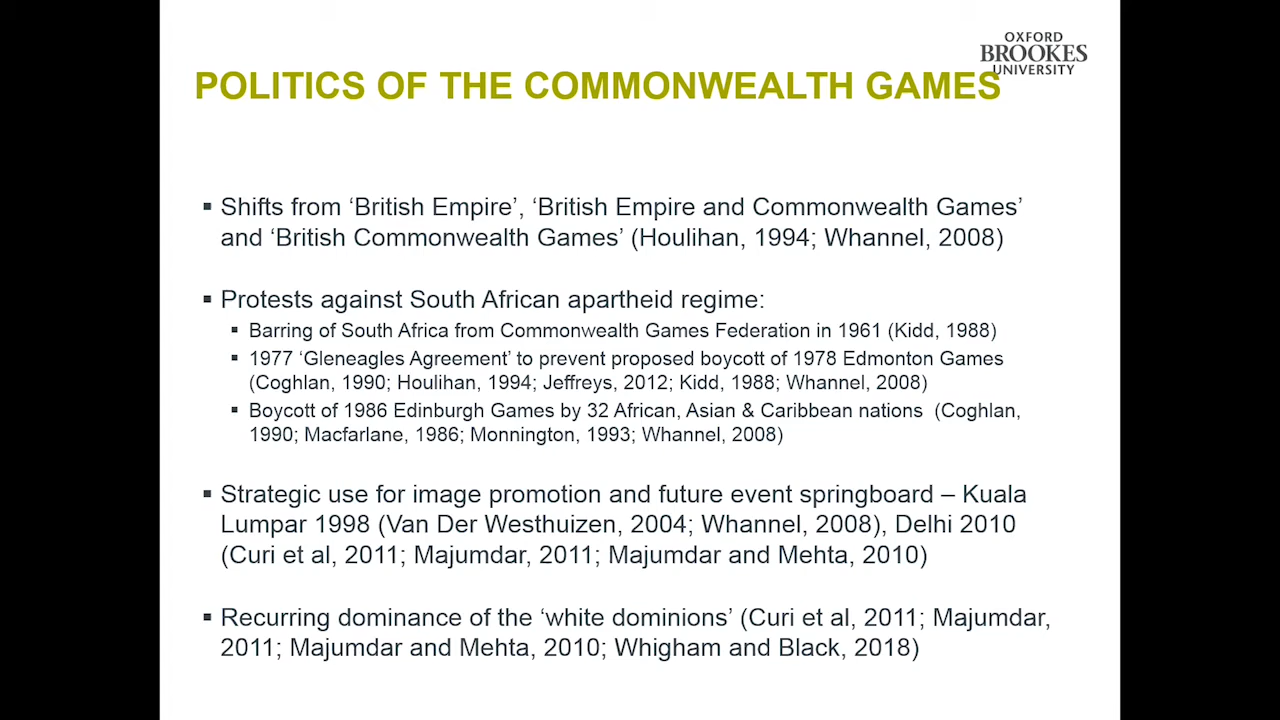 OXFORD
BROOKES
UNIVERSITY
POLITICS OF THE COMMONWEALTH GAMES
▪ Shifts from ‘British Empire’, ‘British Empire and Commonwealth Games’
and ‘British Commonwealth Games’ (Houlihan, 1994; Whannel, 2008)
▪ Protests against South African apartheid regime:
▪ Barring of South Africa from Commonwealth Games Federation in 1961 (Kidd, 1988)
▪ 1977 ‘Gleneagles Agreement’ to prevent proposed boycott of 1978 Edmonton Games
(Coghlan, 1990; Houlihan, 1994; Jeffreys, 2012; Kidd, 1988; Whannel, 2008)
▪ Boycott of 1986 Edinburgh Games by 32 African, Asian & Caribbean nations (Coghlan,
1990; Macfarlane, 1986; Monnington, 1993; Whannel, 2008)
▪ Strategic use for image promotion and future event springboard – Kuala
Lumpar 1998 (Van Der Westhuizen, 2004; Whannel, 2008), Delhi 2010
(Curi et al, 2011; Majumdar, 2011; Majumdar and Mehta, 2010)
▪ Recurring dominance of the ‘white dominions’ (Curi et al, 2011; Majumdar,
2011; Majumdar and Mehta, 2010; Whigham and Black, 2018)